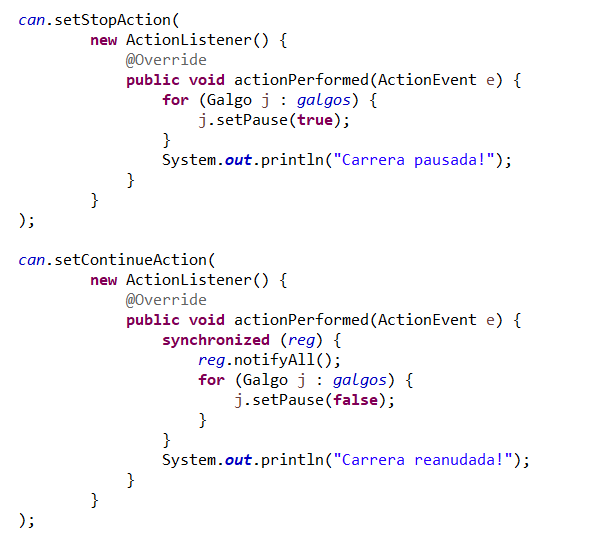 can.setStopAction(
        new ActionListener() {
            @Override
            public void actionPerformed(ActionEvent e) {
                for (Galgo j : galgos) {
                    j.setPause(true);
                }
                System.out.println("Carrera pausada!");
            }
        }
);

can.setContinueAction(
        new ActionListener() {
            @Override
            public void actionPerformed(ActionEvent e) {
                synchronized (reg) {
                    reg.notifyAll();
                    for (Galgo j : galgos) {
                        j.setPause(false);
                    }
                }
                System.out.println("Carrera reanudada!");
            }
        }
);